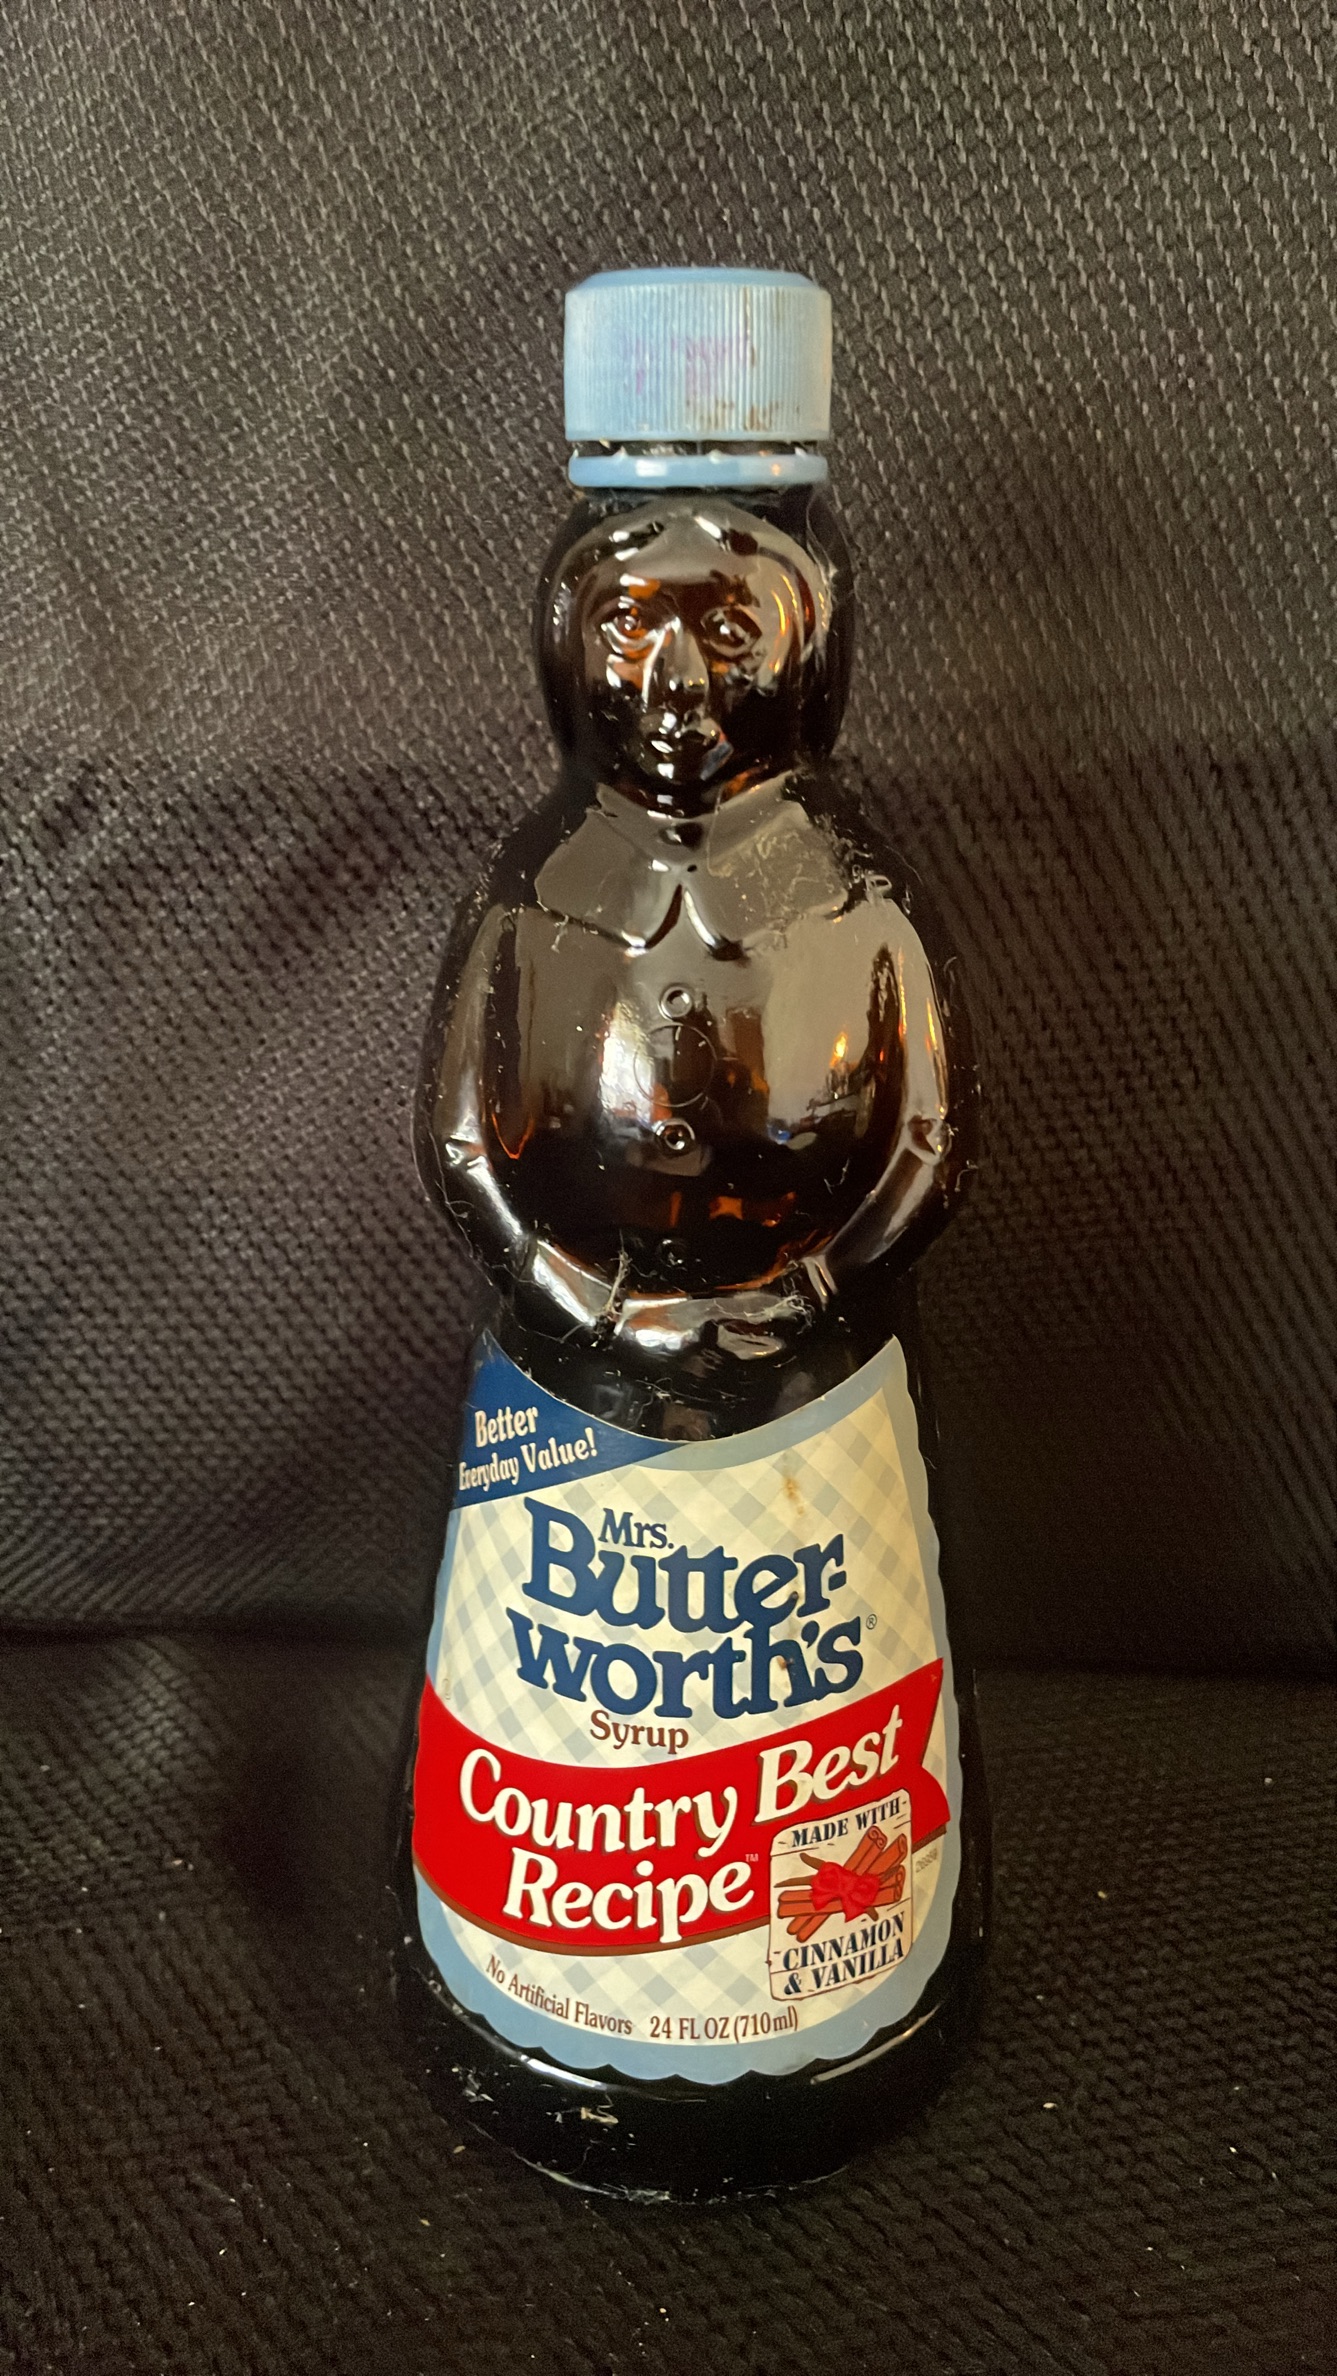 Better
Everyday Value!
Mrs.
Butter-
worth's®
Syrup
Country Best
Recipe™
MADE WITH
CINNAMON
& VANILLA
No Artificial Flavors 24 FL OZ (710ml)